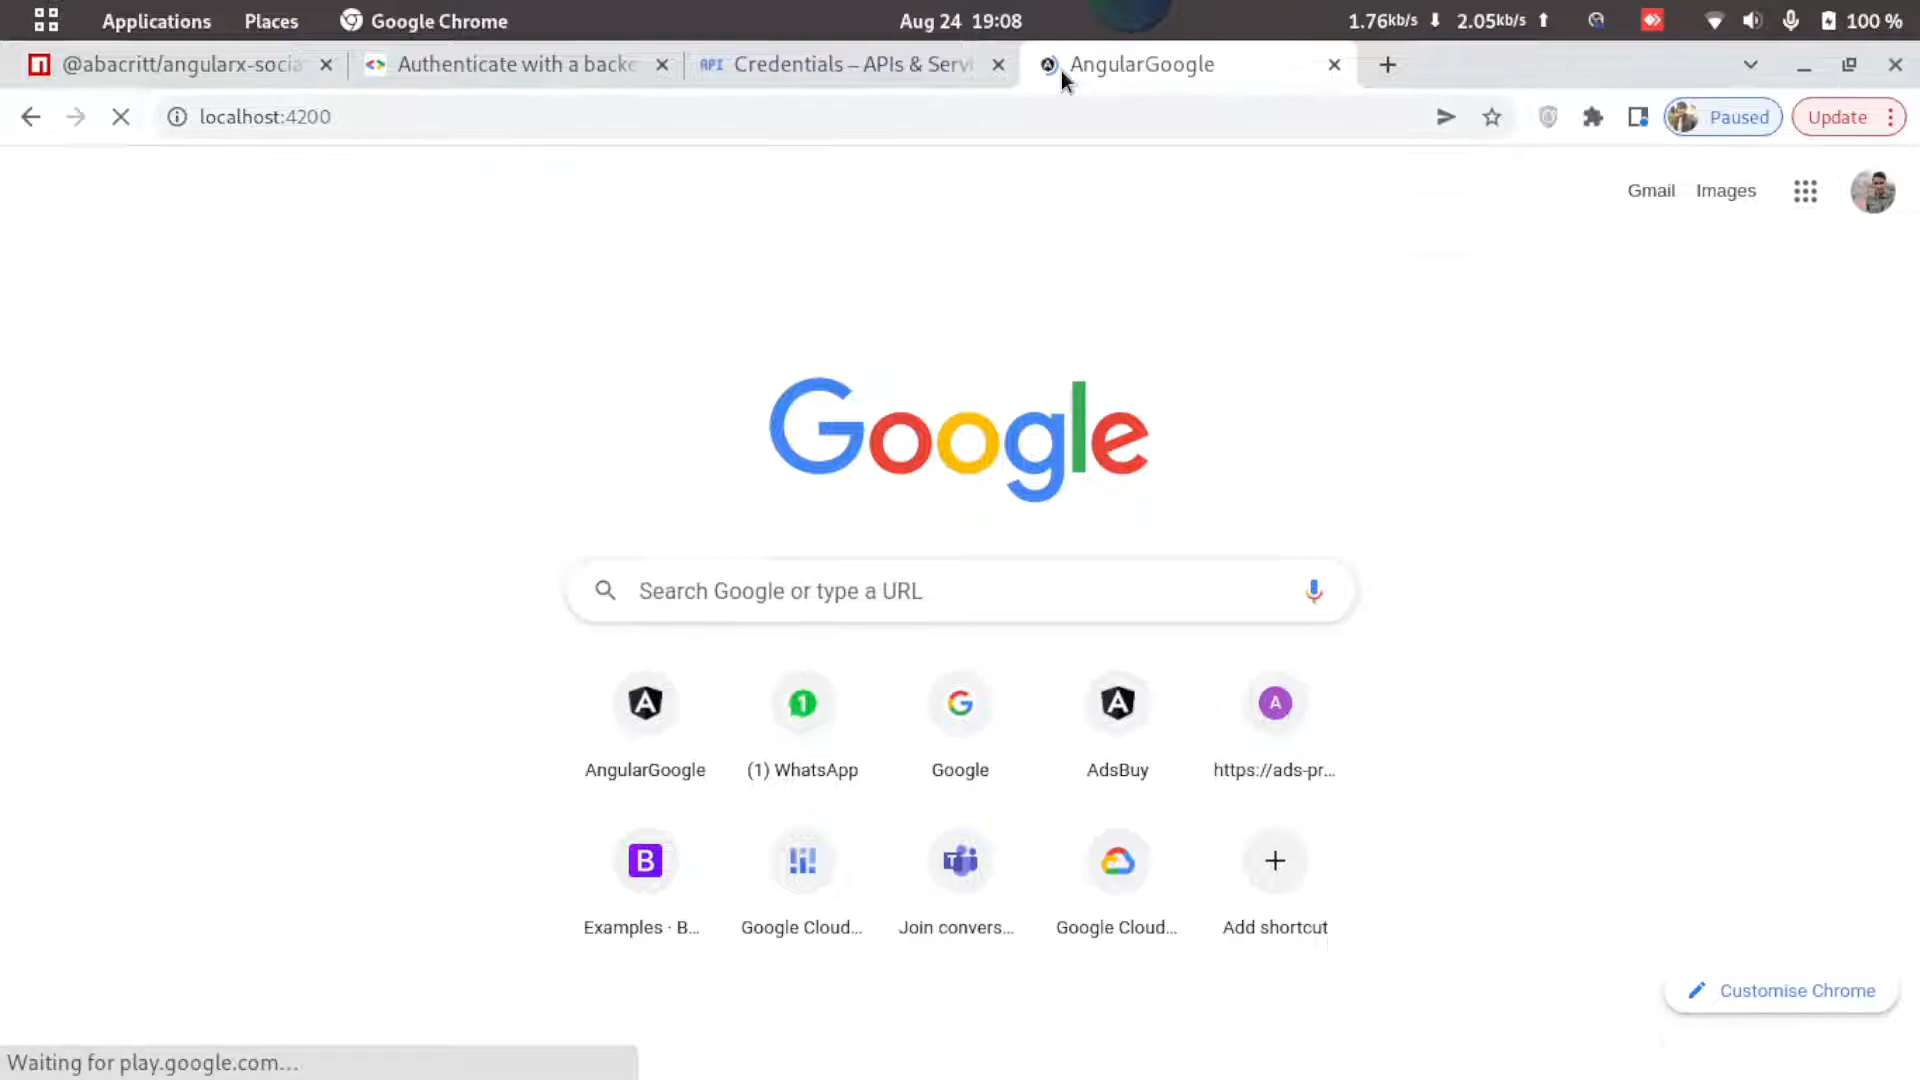 Applications Places Google Chrome Aug 24 19:08 1.76kb/s 2.05kb/s 100 %
@abacritt/angularx-socia Authenticate with a backe API Credentials – APIs & Servi AngularGoogle
localhost:4200 Paused Update
Gmail Images
Google
Search Google or type a URL
A 1 G A A
AngularGoogle (1) WhatsApp Google AdsBuy https://ads-pr...
B T
Examples · B... Google Cloud... Join convers... Google Cloud... Add shortcut
Customise Chrome
Waiting for play.google.com...